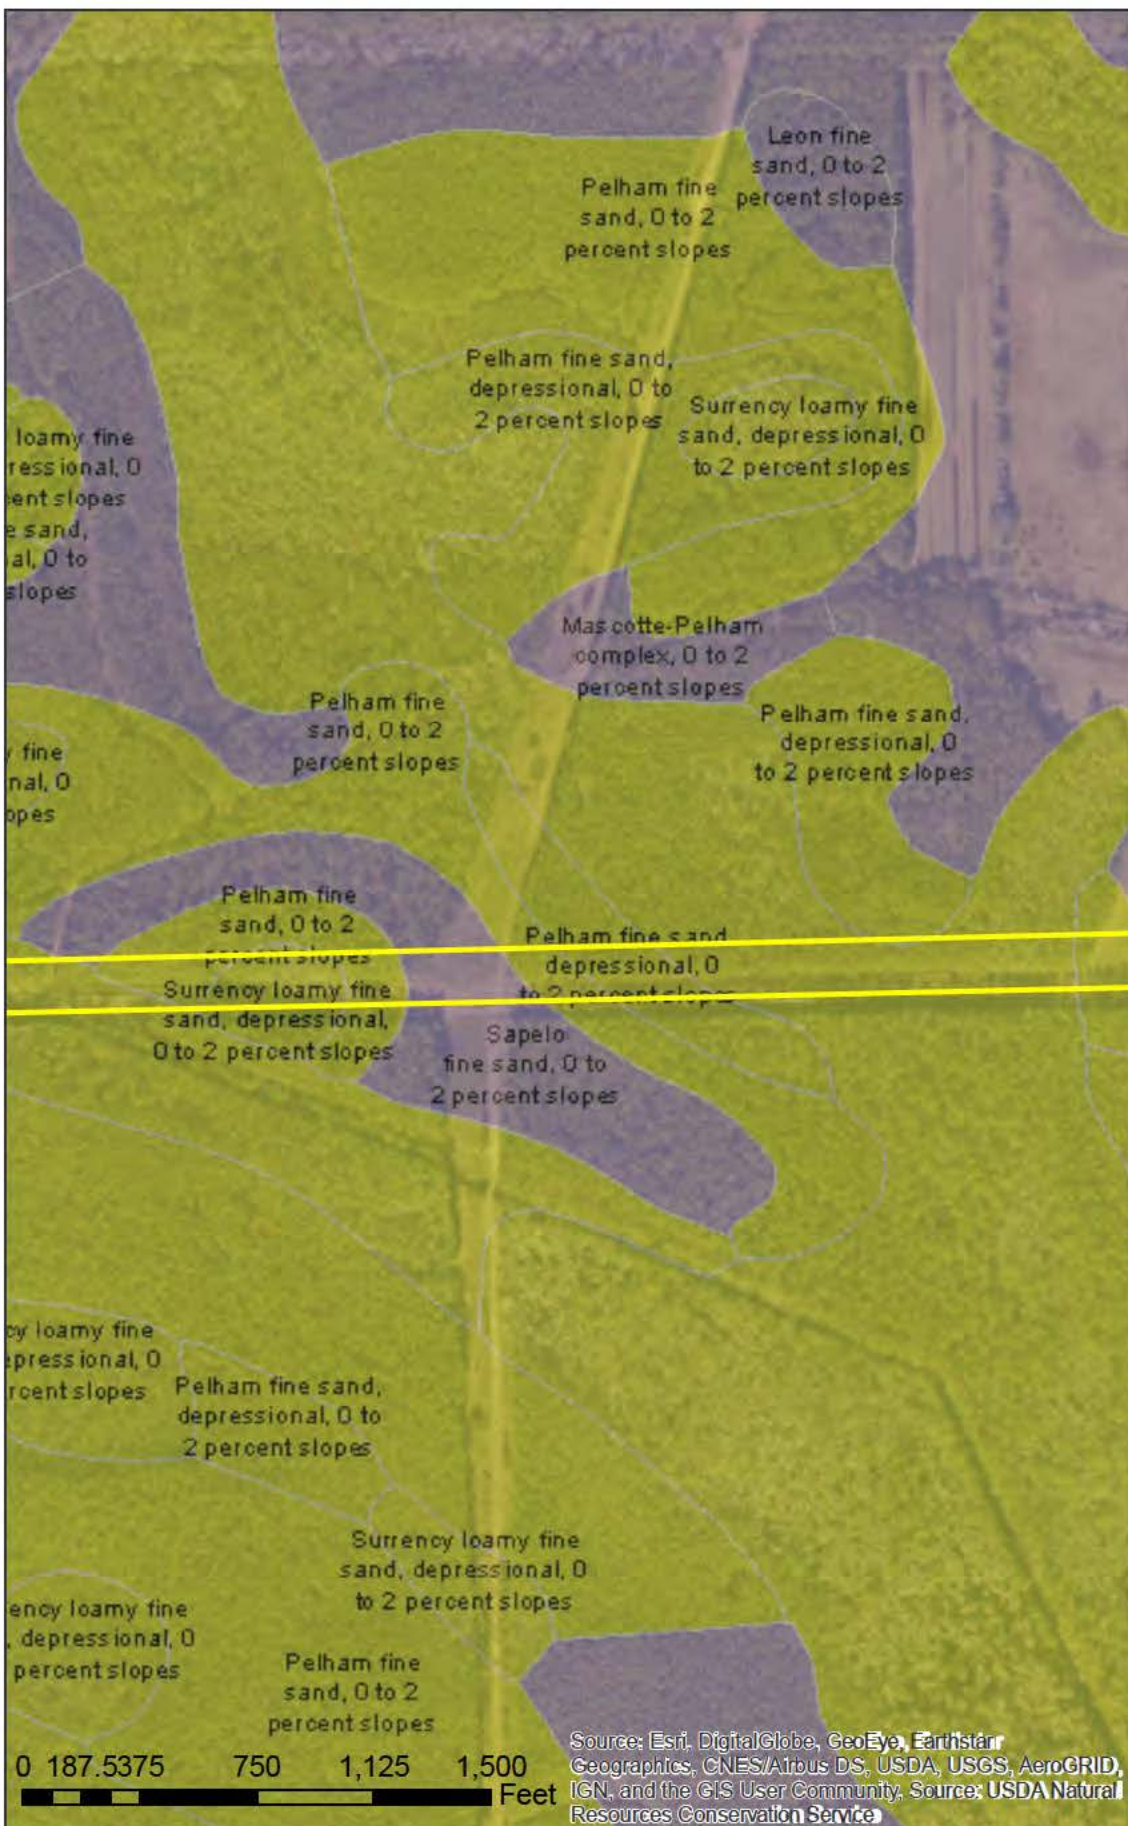 Leon fine
sand, 0 to 2
percent slopes
Pelham fine
sand, 0 to 2
percent slopes
Pelham fine sand,
depressional, 0 to
2 percent slopes
Surrency loamy fine
sand, depressional, 0
to 2 percent slopes
loamy fine
ressional, 0
cent slopes
e sand,
al, 0 to
slopes
Mascotte-Pelham
complex, 0 to 2
percent slopes
Pelham fine
sand, 0 to 2
percent slopes
Pelham fine sand,
depressional, 0
to 2 percent slopes
y fine
nal, 0
opes
Pelham fine
sand, 0 to 2
percent slopes
Pelham fine sand
depressional, 0
to 2 percent slopes
Surrency loamy fine
sand, depressional,
0 to 2 percent slopes
Sapelo
fine sand, 0 to
2 percent slopes
cy loamy fine
epressional, 0
rcent slopes
Pelham fine sand,
depressional, 0 to
2 percent slopes
Surrency loamy fine
sand, depressional, 0
to 2 percent slopes
ency loamy fine
, depressional, 0
percent slopes
Pelham fine
sand, 0 to 2
percent slopes
0 187.5375 750 1,125 1,500
Feet
Source: Esri, DigitalGlobe, GeoEye, Earthstar
Geographics, CNES/Airbus DS, USDA, USGS, AeroGRID,
IGN, and the GIS User Community, Source: USDA Natural
Resources Conservation Service